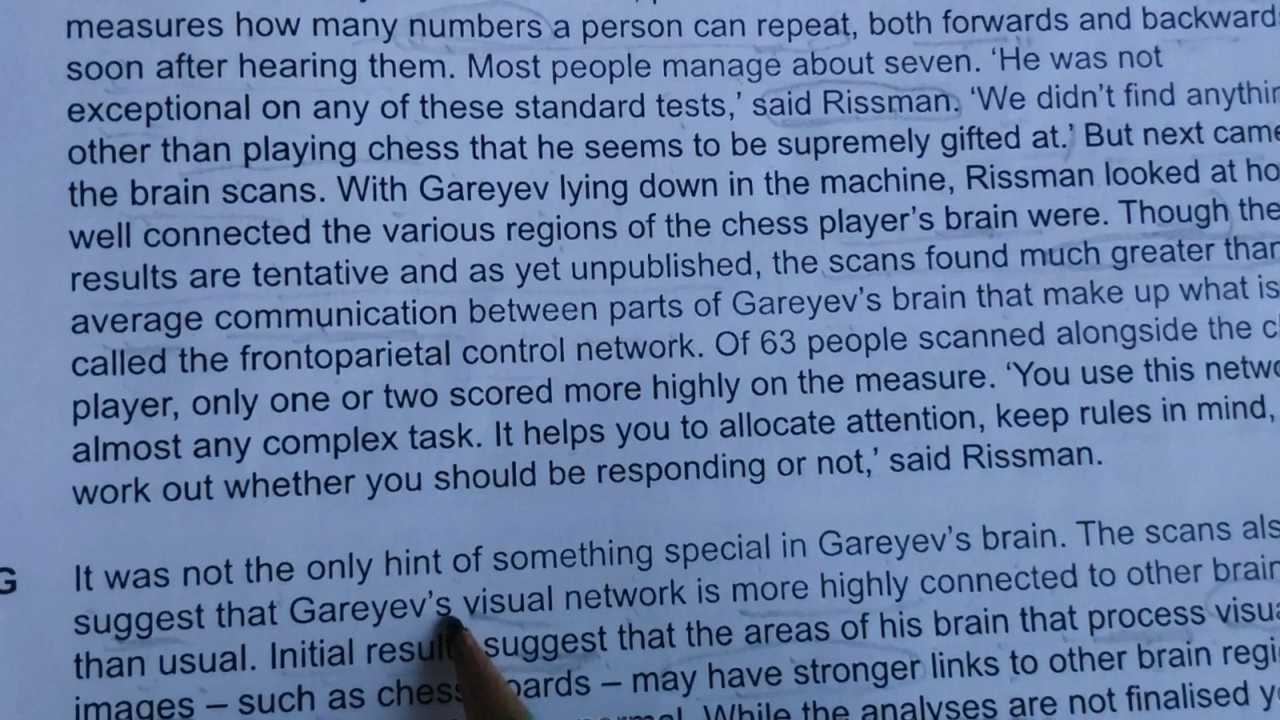 measures how many numbers a person can repeat, both forwards and backward
soon after hearing them. Most people manage about seven. ‘He was not
exceptional on any of these standard tests,’ said Rissman. ‘We didn’t find
other than playing chess that he seems to be supremely gifted at.’ But next came
the brain scans. With Gareyev lying down in the machine, Rissman looked at
well connected the various regions of the chess player’s brain were. Though the
results are tentative and as yet unpublished, the scans found much greater than
average communication between parts of Gareyev’s brain that make up what is
called the frontoparietal control network. Of 63 people scanned alongside the
player, only one or two scored more highly on the measure. ‘You use this
almost any complex task. It helps you to allocate attention, keep rules in mind,
work out whether you should be responding or not,’ said Rissman.
G
It was not the only hint of something special in Gareyev’s brain. The scans
suggest that Gareyev’s visual network is more highly connected to other brain
than usual. Initial suggest that the areas of his brain that process
images – such as – may have stronger links to other brain
While the analyses are not finalised